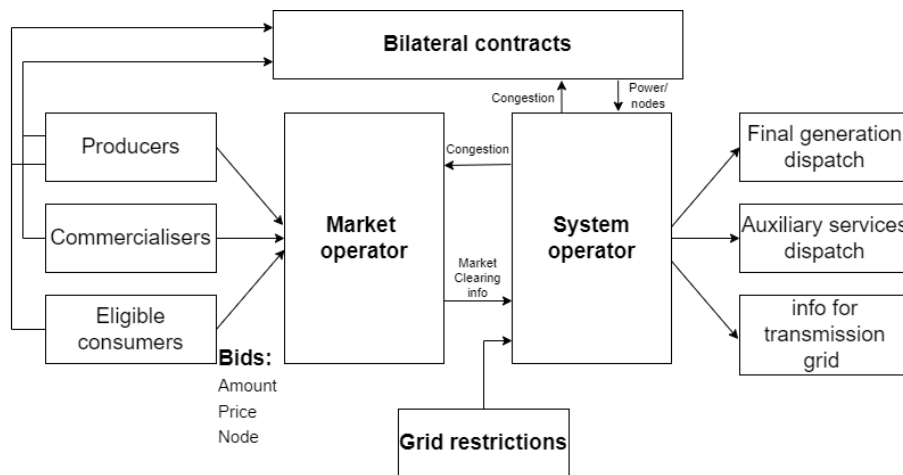 Bilateral contracts
Congestion
Power/
nodes
Producers
Commercialisers
Eligible
consumers
Bids:
Amount
Price
Node
Market
operator
Congestion
Market
Clearing
info
System
operator
Grid restrictions
Final generation
dispatch
Auxiliary services
dispatch
info for
transmission
grid